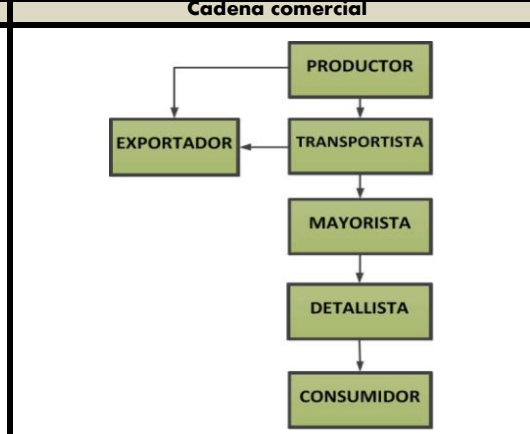 Cadena comercial
PRODUCTOR
EXPORTADOR
TRANSPORTISTA
MAYORISTA
DETALLISTA
CONSUMIDOR